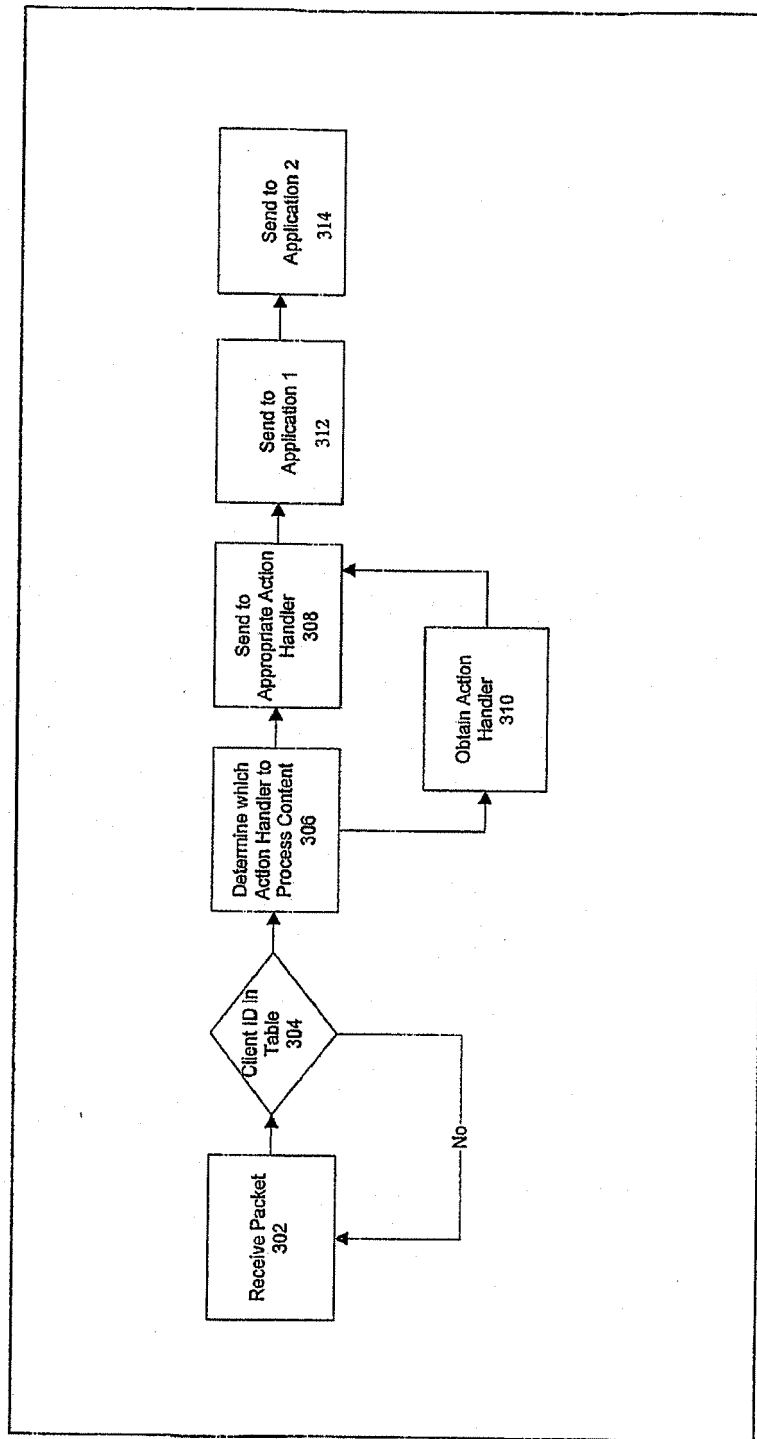 Receive Packet
302
Client ID in
Table
304
No
Determine which
Action Handler to
Process Content
306
Send to
Appropriate Action
Handler
308
Obtain Action
Handler
310
Send to
Application 1
312
Send to
Application 2
314